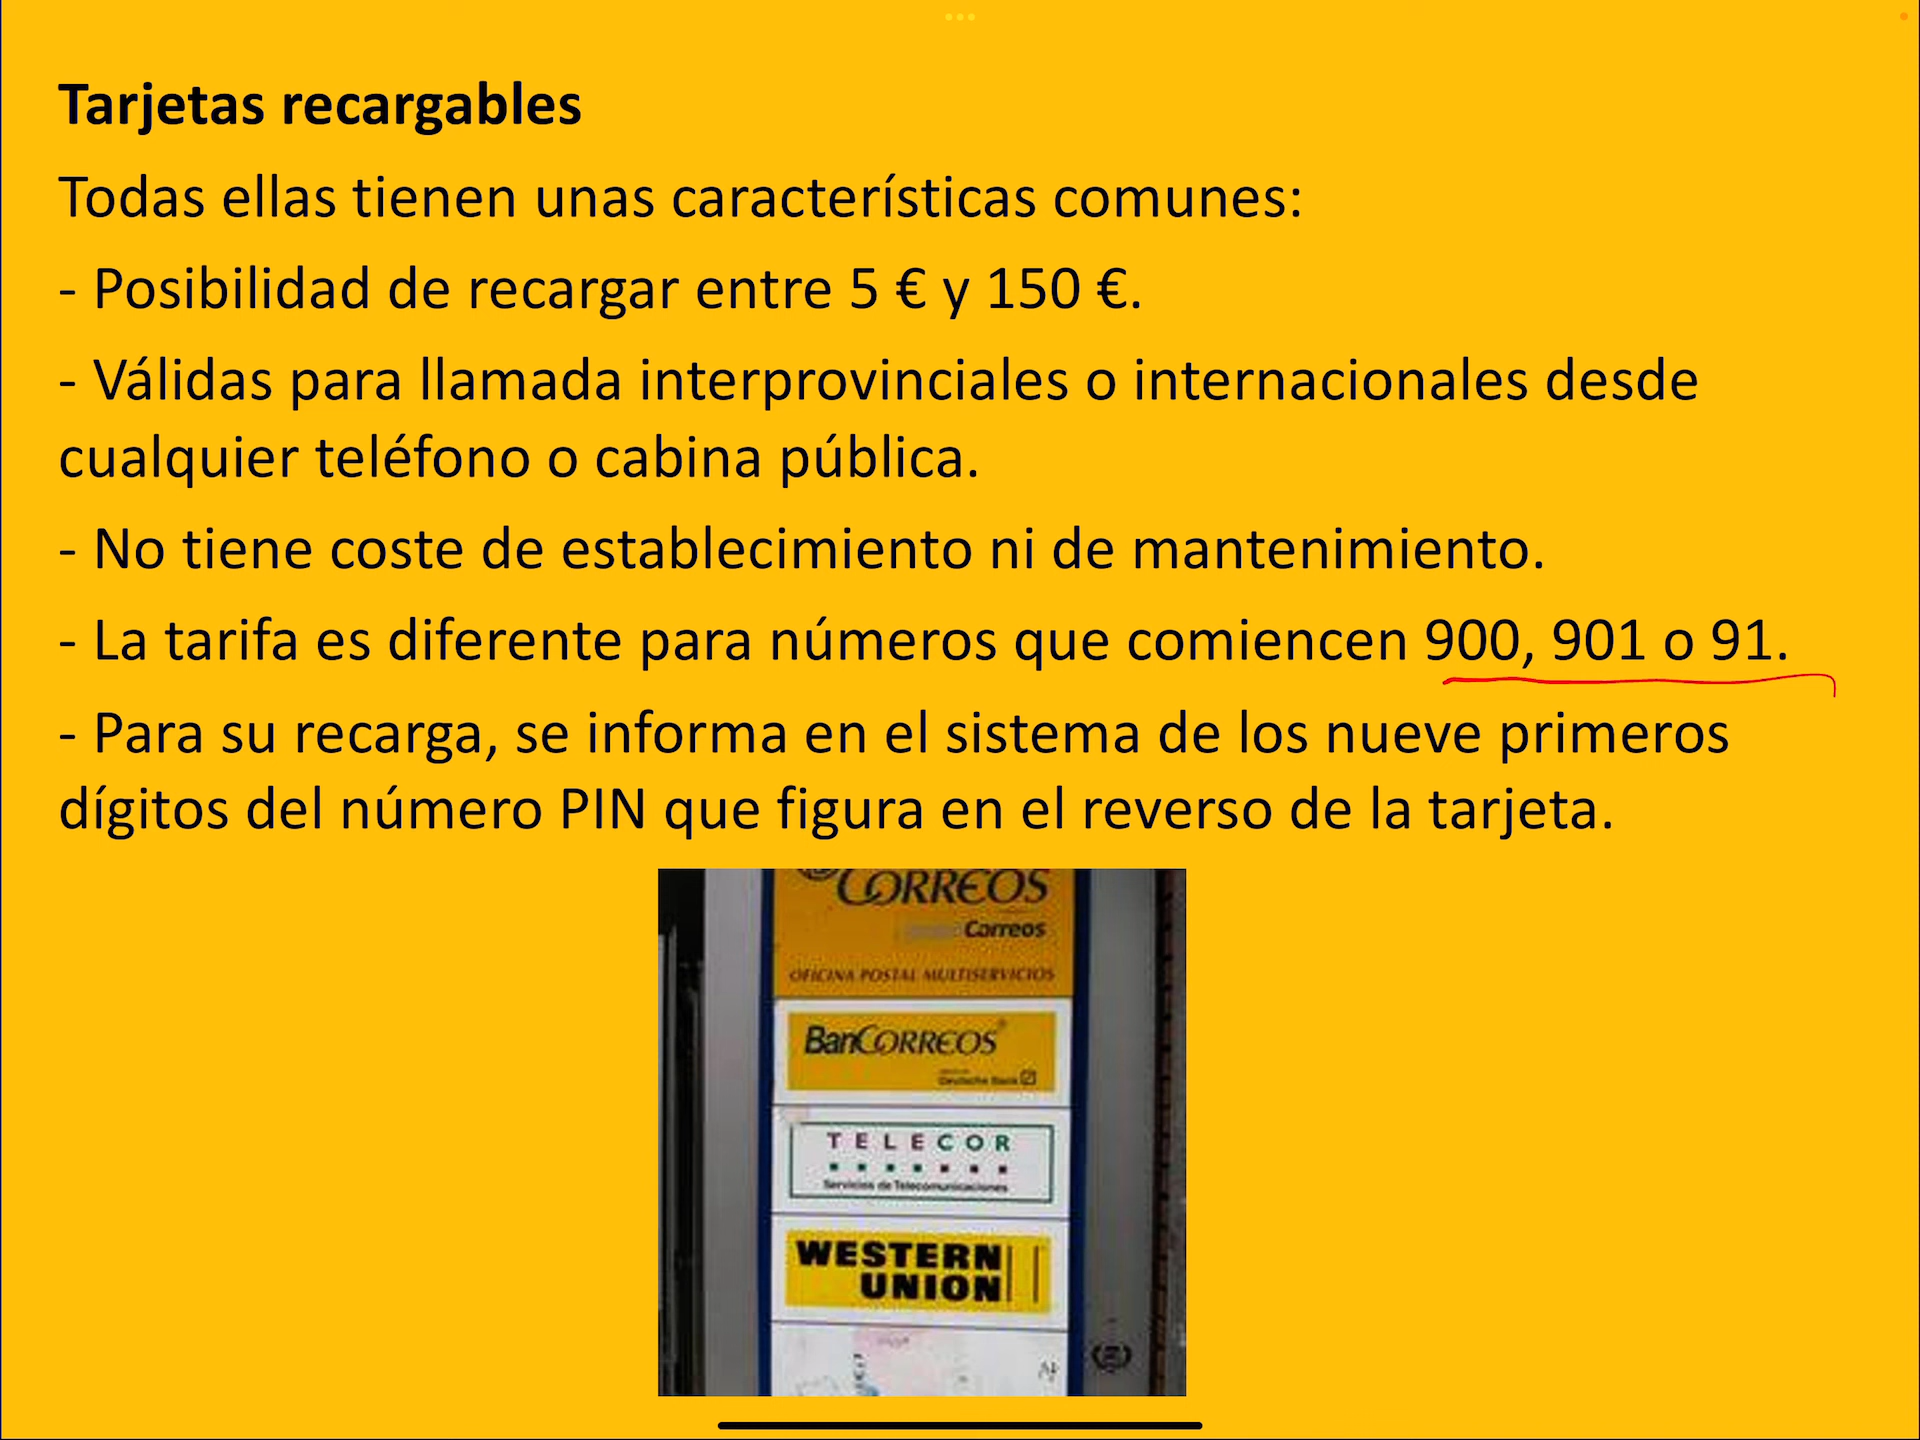 Tarjetas recargables
Todas ellas tienen unas características comunes:
- Posibilidad de recargar entre 5 € y 150 €.
- Válidas para llamada interprovinciales o internacionales desde
cualquier teléfono o cabina pública.
- No tiene coste de establecimiento ni de mantenimiento.
- La tarifa es diferente para números que comiencen 900, 901 o 91.
- Para su recarga, se informa en el sistema de los nueve primeros
dígitos del número PIN que figura en el reverso de la tarjeta.
CORREOS
Correos
OFICINA POSTAL MULTISERVICIOS
BanCORREOS
Deutsche Bank
TELECOR
Servicios de Telecomunicaciones
WESTERN
UNION